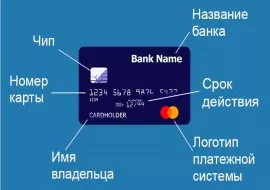 Название
банка
Чип
Bank Name
Номер
карты
1234 5678 9876 5432
Срок
действия
12/99
CARDHOLDER
Имя
владельца
Логотип
платежной
системы